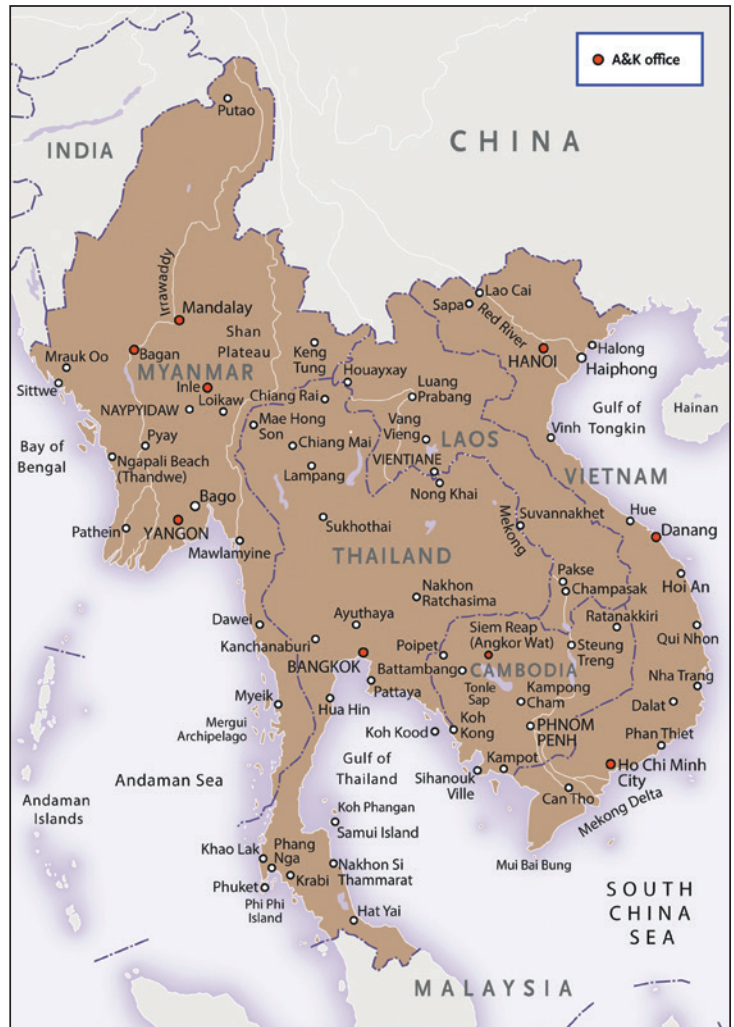 A&K office
Putao
INDIA
CHINA
Irrawaddy
Lao Cai
Sapa
Red River
Mandalay
Shan
Plateau
Keng
Tung
HANOI
Halong
Haiphong
Mrauk Oo
Bagan
MYANMAR
Sittwe
Inle
Houayxay
Luang
Prabang
Chiang Rai
Loikaw
NAYPYIDAW
Hainan
Gulf of
Tongkin
Mae Hong
Son
Vang
Vieng
LAOS
Vinh
Bay of
Bengal
Pyay
Chiang Mai
Ngapali Beach
(Thandwe)
Lampang
VIENTIANE
VIETNAM
Nong Khai
Bago
Pathein
YANGON
Sukhothai
Mekong
Suvannakhet
Hue
Danang
Mawlamyine
THAILAND
Pakse
Champasak
Hoi An
Nakhon
Ratchasima
Dawei
Ayuthaya
Siem Reap
(Angkor Wat)
Ratanakkiri
Kanchanaburi
Poipet
Steung
Treng
Qui Nhon
BANGKOK
Battambang
CAMBODIA
Pattaya
Tonle
Sap
Kampong
Cham
Nha Trang
Myeik
Hua Hin
Dalat
Mergui
Archipelago
Koh Kood
Koh
Kong
PHNOM
PENH
Phan Thiet
Gulf of
Thailand
Kampot
Ho Chi Minh
City
Andaman Sea
Sihanouk
Ville
Can Tho
Mekong Delta
Andaman
Islands
Koh Phangan
Samui Island
Khao Lak
Phang
Nga
Nakhon Si
Thammarat
Mui Bai Bung
Phuket
Krabi
Phi Phi
Island
Hat Yai
SOUTH
CHINA
SEA
MALAYSIA